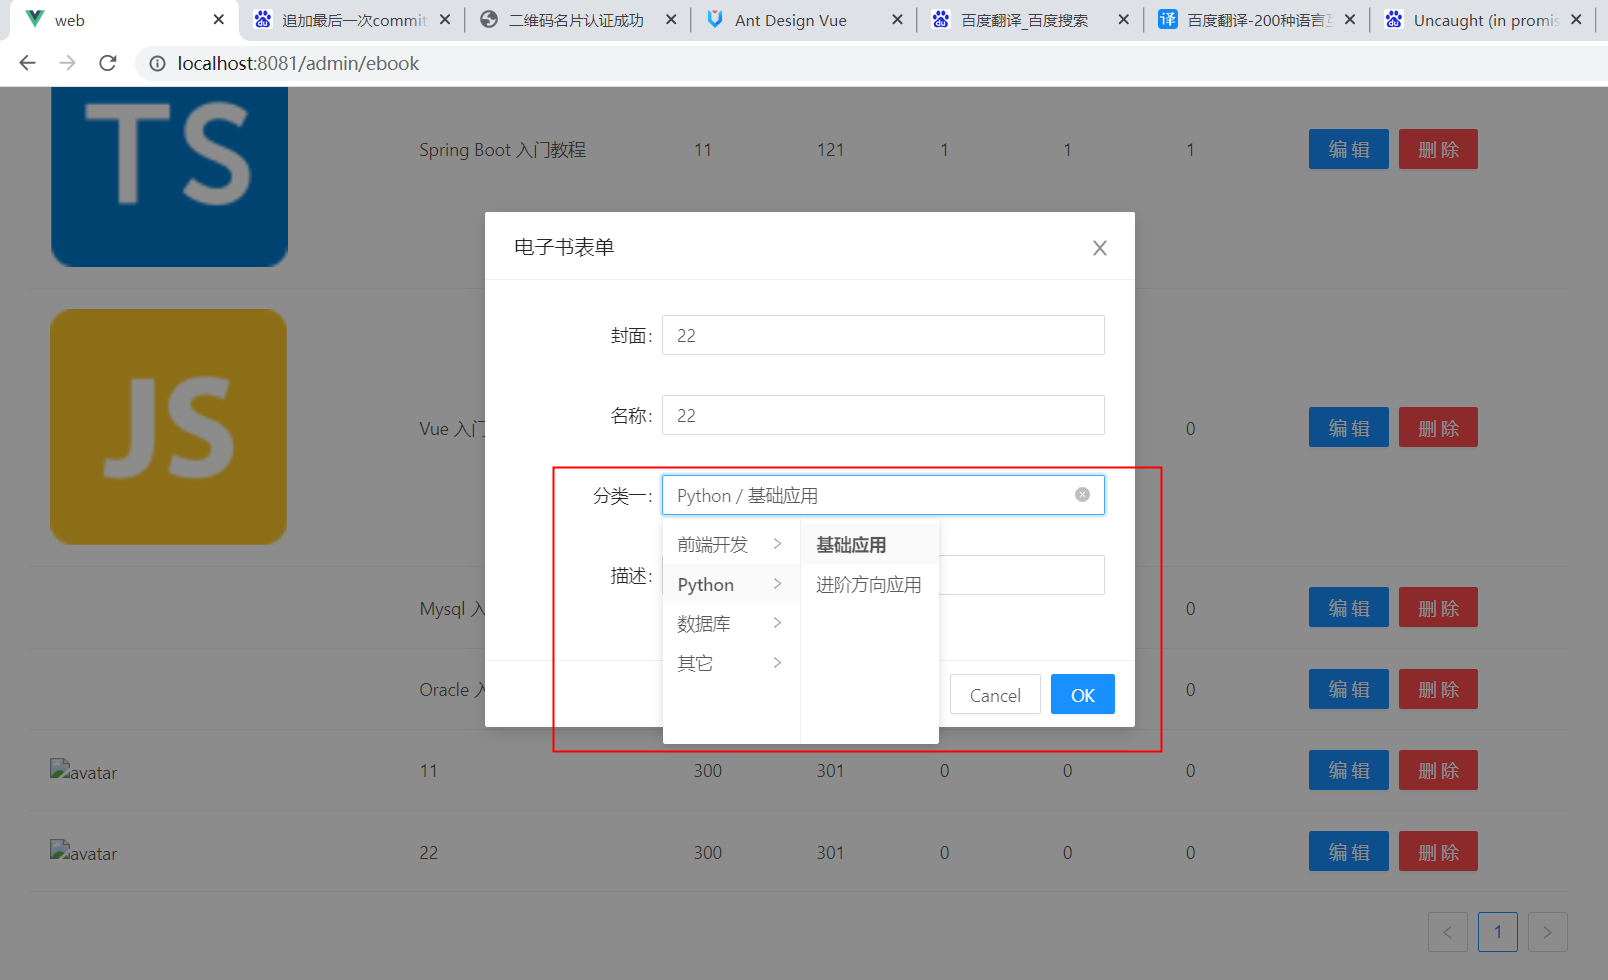 web
追加最后一次commit
二维码名片认证成功
Ant Design Vue
百度翻译_百度搜索
译
百度翻译-200种语言互
Uncaught (in promis
localhost:8081/admin/ebook
TS
Spring Boot 入门教程 11 121 1 1 1 编 辑 删 除
电子书表单
封面: 22
JS
名称: 22
Vue 入门
0 编 辑 删 除
分类一: Python / 基础应用
前端开发 > 基础应用
描述: Python > 进阶方向应用
数据库 >
其它 >
Mysql 入
0 编 辑 删 除
Cancel OK
Oracle 入
0 编 辑 删 除
avatar 11 300 301 0 0 0 编 辑 删 除
avatar 22 300 301 0 0 0 编 辑 删 除
< 1 >